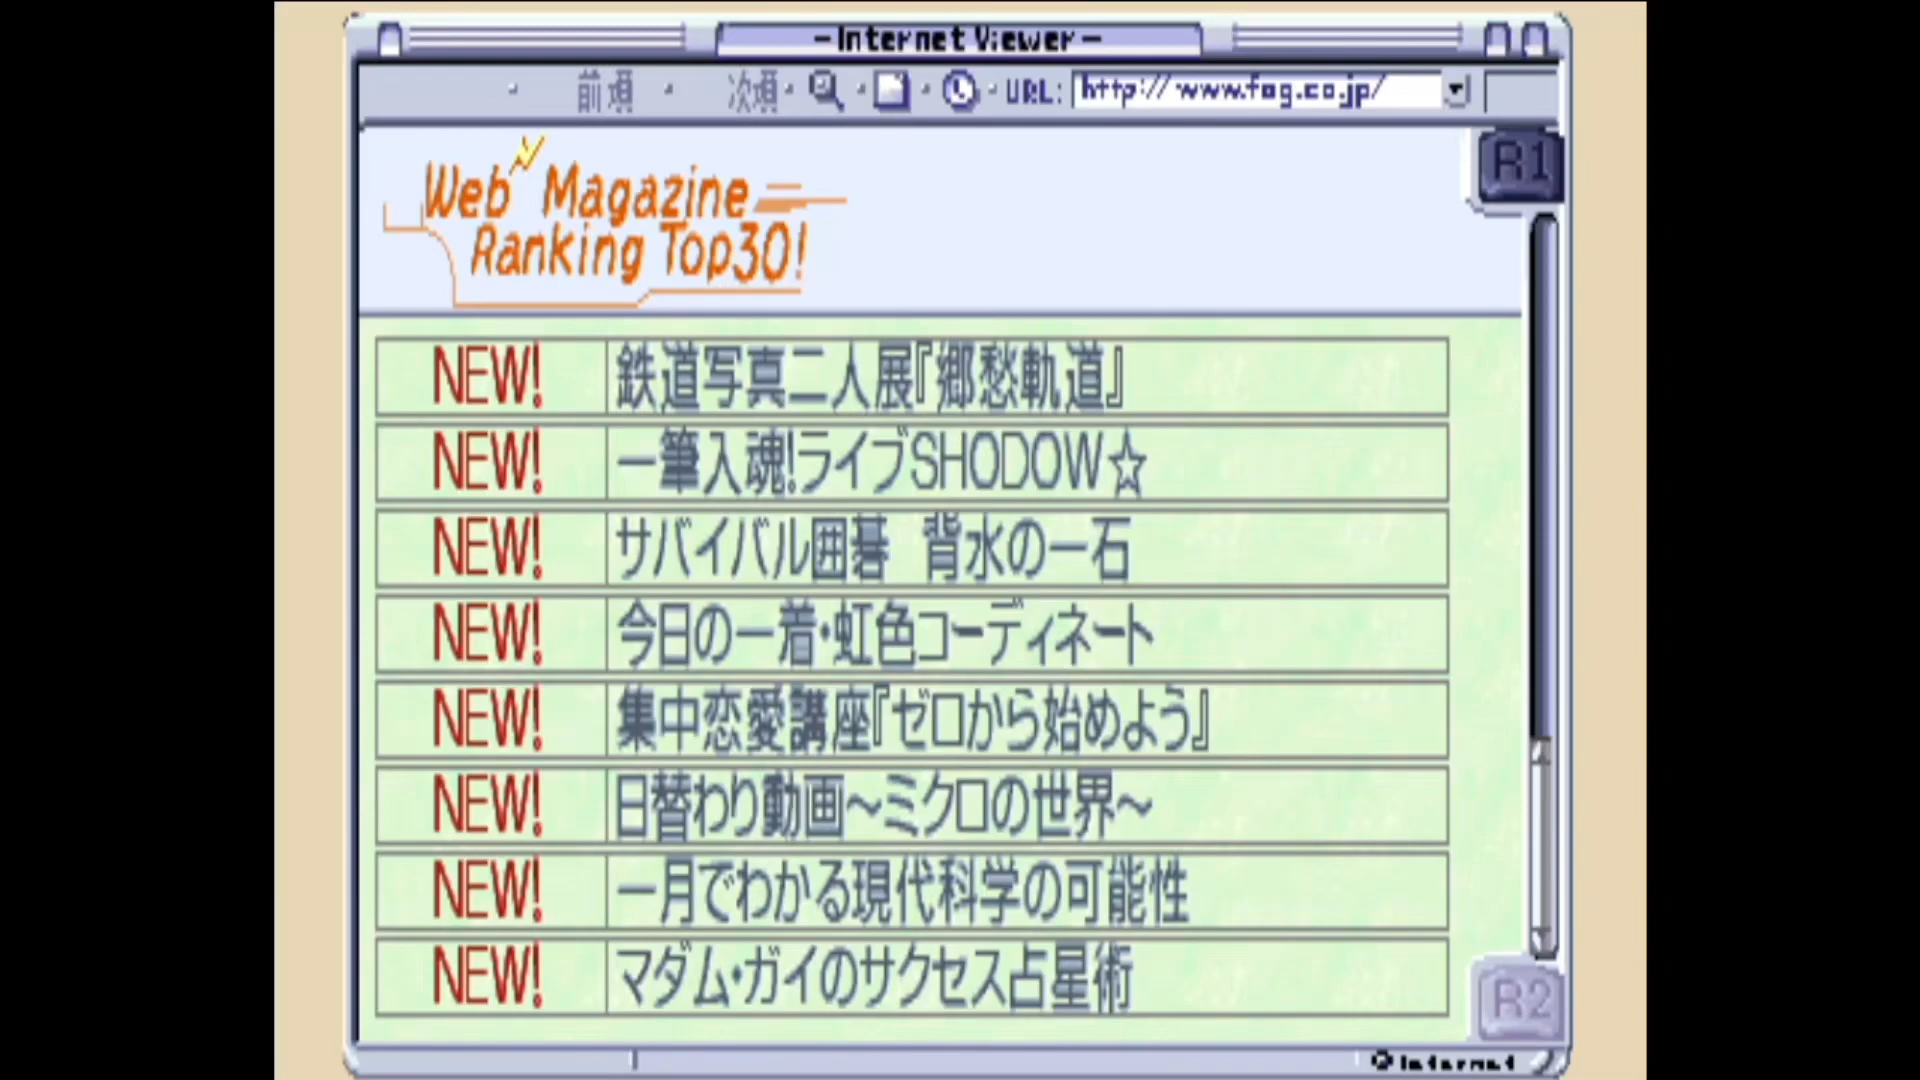 -Internet Viewer-
前頁 次頁 URL: http://www.fog.co.jp/
R1
Web Magazine
Ranking Top30!
NEW! 鉄道写真二人展『郷愁軌道』
NEW! 一筆入魂!ライブSHODOW☆
NEW! サバイバル囲碁 背水の一石
NEW! 今日の一着・虹色コーディネート
NEW! 集中恋愛講座『ゼロから始めよう』
NEW! 日替わり動画～ミクロの世界～
NEW! 一月でわかる現代科学の可能性
NEW! マダム・ガイのサクセス占星術
R2
Internet